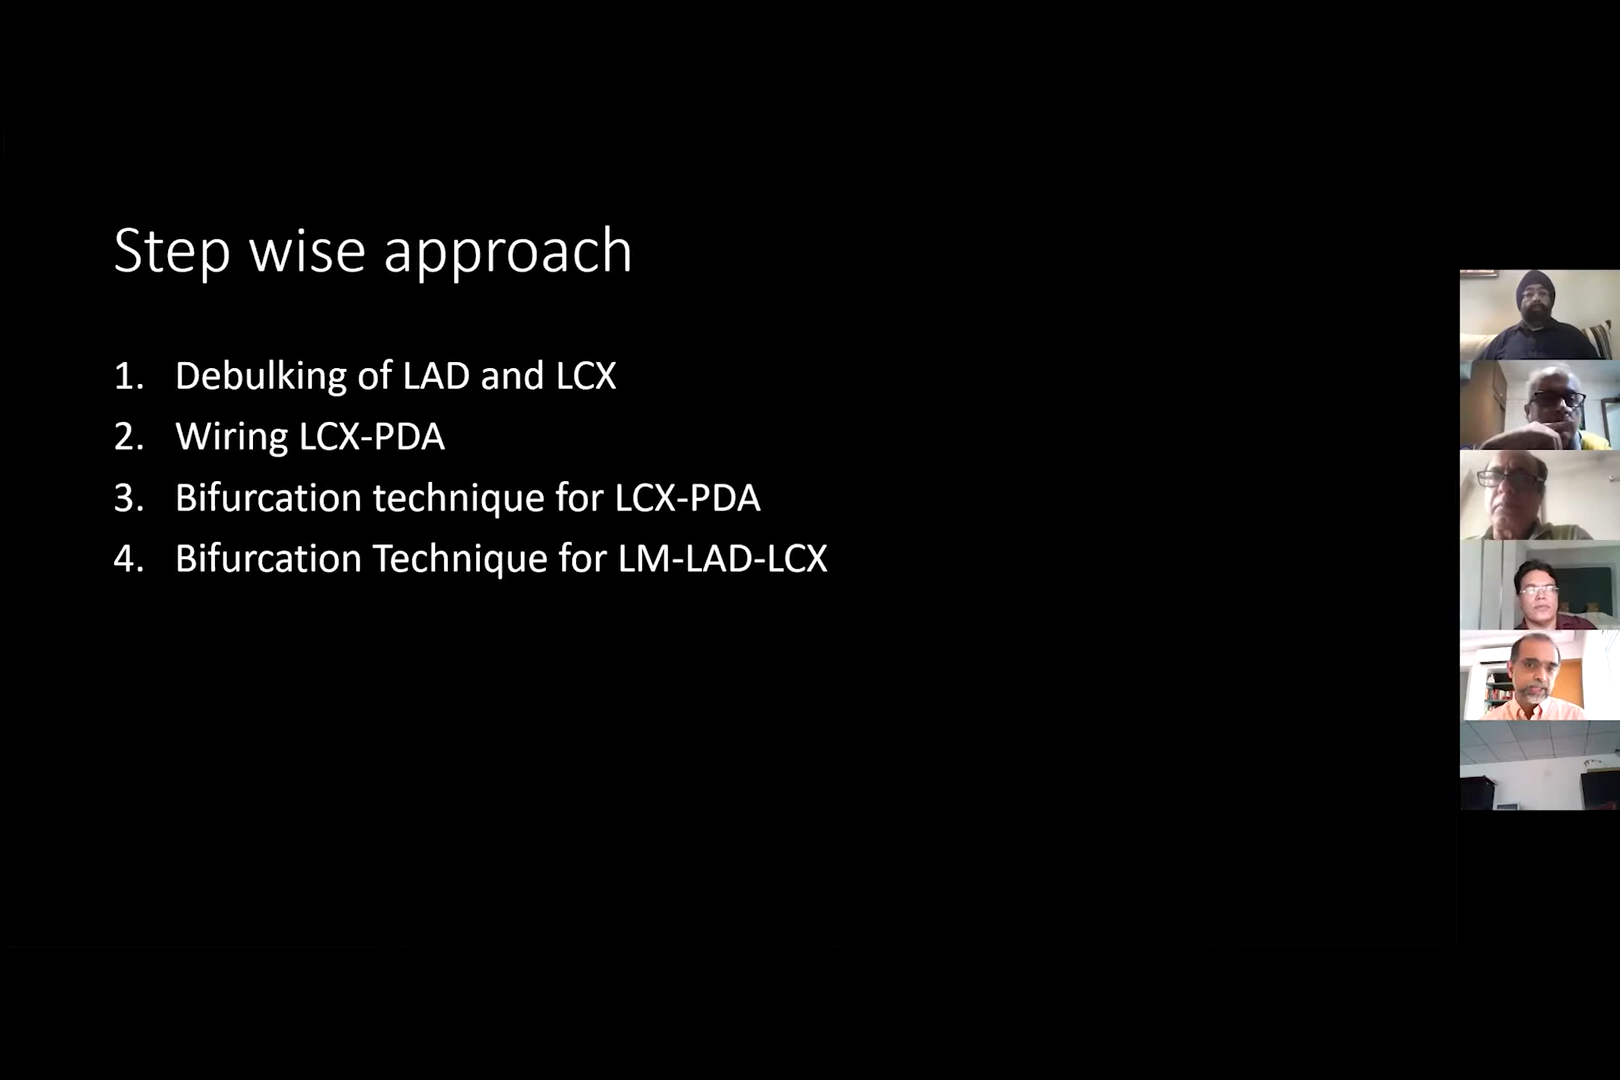 Step wise approach
1. Debulking of LAD and LCX
2. Wiring LCX-PDA
3. Bifurcation technique for LCX-PDA
4. Bifurcation Technique for LM-LAD-LCX